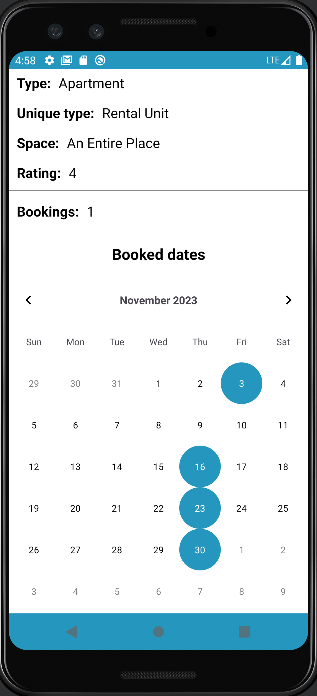 4:58 LTE
Type: Apartment
Unique type: Rental Unit
Space: An Entire Place
Rating: 4
Bookings: 1
Booked dates
November 2023
Sun Mon Tue Wed Thu Fri Sat
29 30 31 1 2 3 4
5 6 7 8 9 10 11
12 13 14 15 16 17 18
19 20 21 22 23 24 25
26 27 28 29 30 1 2
3 4 5 6 7 8 9